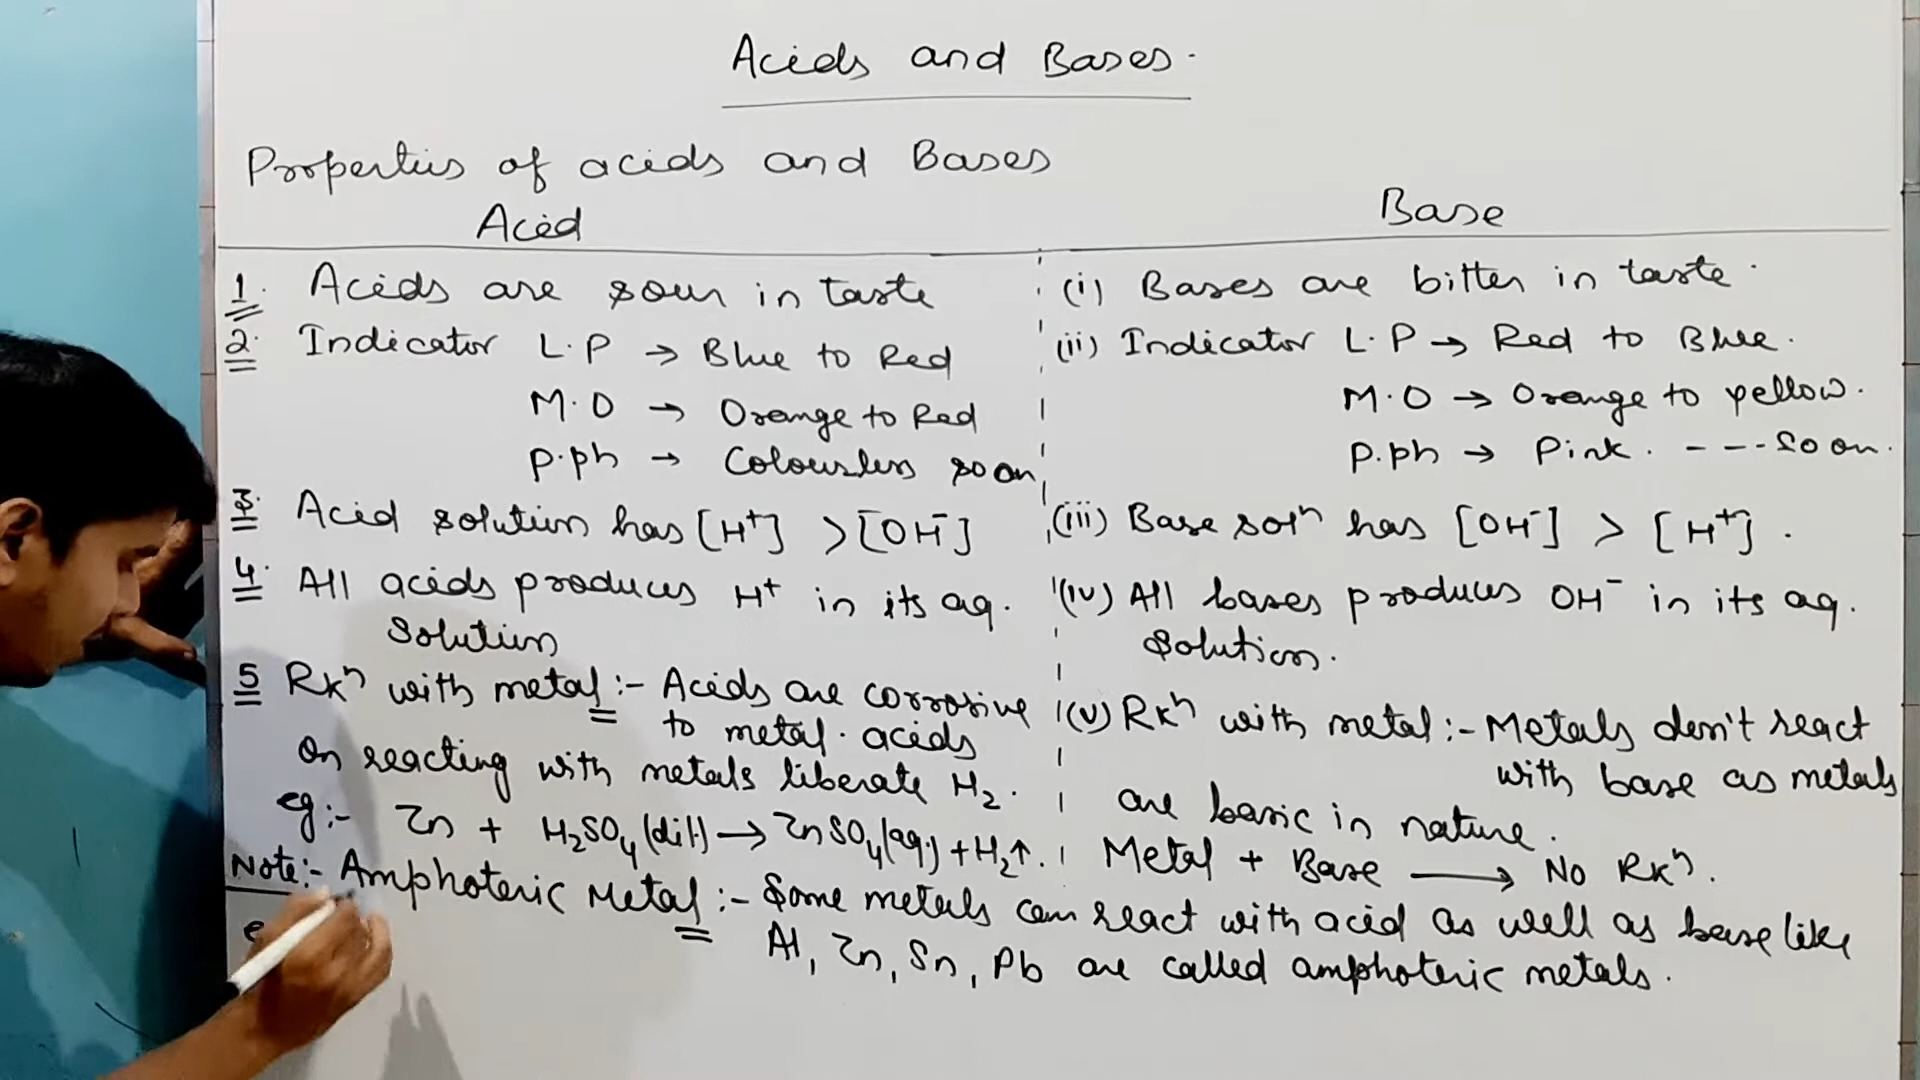 Acids and Bases.
Properties of acids and Bases
Acid
1. Acids are sour in taste
2. Indicator L.P → Blue to Red
M.O → Orange to Red
P.ph → Colourless so on
3. Acid solution has [H⁺] > [OH⁻]
4. All acids produces H⁺ in its aq.
solution
5 Rxⁿ with metal :- Acids are corrosive
to metal. acids
on reacting with metals liberate H₂.
eg:- Zn + H₂SO₄(dil) → ZnSO₄(aq) + H₂↑.
Base
(i) Bases are bitter in taste.
(ii) Indicator L.P → Red to Blue.
M.O → Orange to yellow.
P.ph → Pink. --- so on.
(iii) Base solⁿ has [OH⁻] > [H⁺].
(iv) All bases produces OH⁻ in its aq.
solution.
(v) Rxⁿ with metal :- Metals don't react
with base as metals
are basic in nature.
Metal + Base → No Rxⁿ.
Note:- Amphoteric Metal :- Some metals can react with acid as well as base like
Al, Zn, Sn, Pb are called amphoteric metals.
e